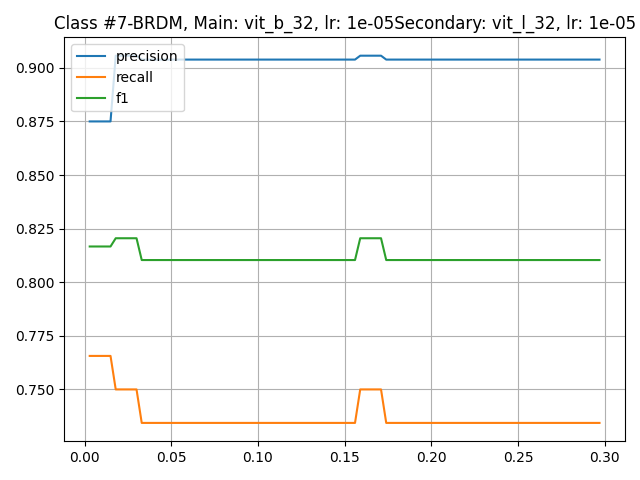 Class #7-BRDM, Main: vit_b_32, lr: 1e-05Secondary: vit_l_32, lr: 1e-05
precision
recall
f1
0.900
0.875
0.850
0.825
0.800
0.775
0.750
0.00 0.05 0.10 0.15 0.20 0.25 0.30